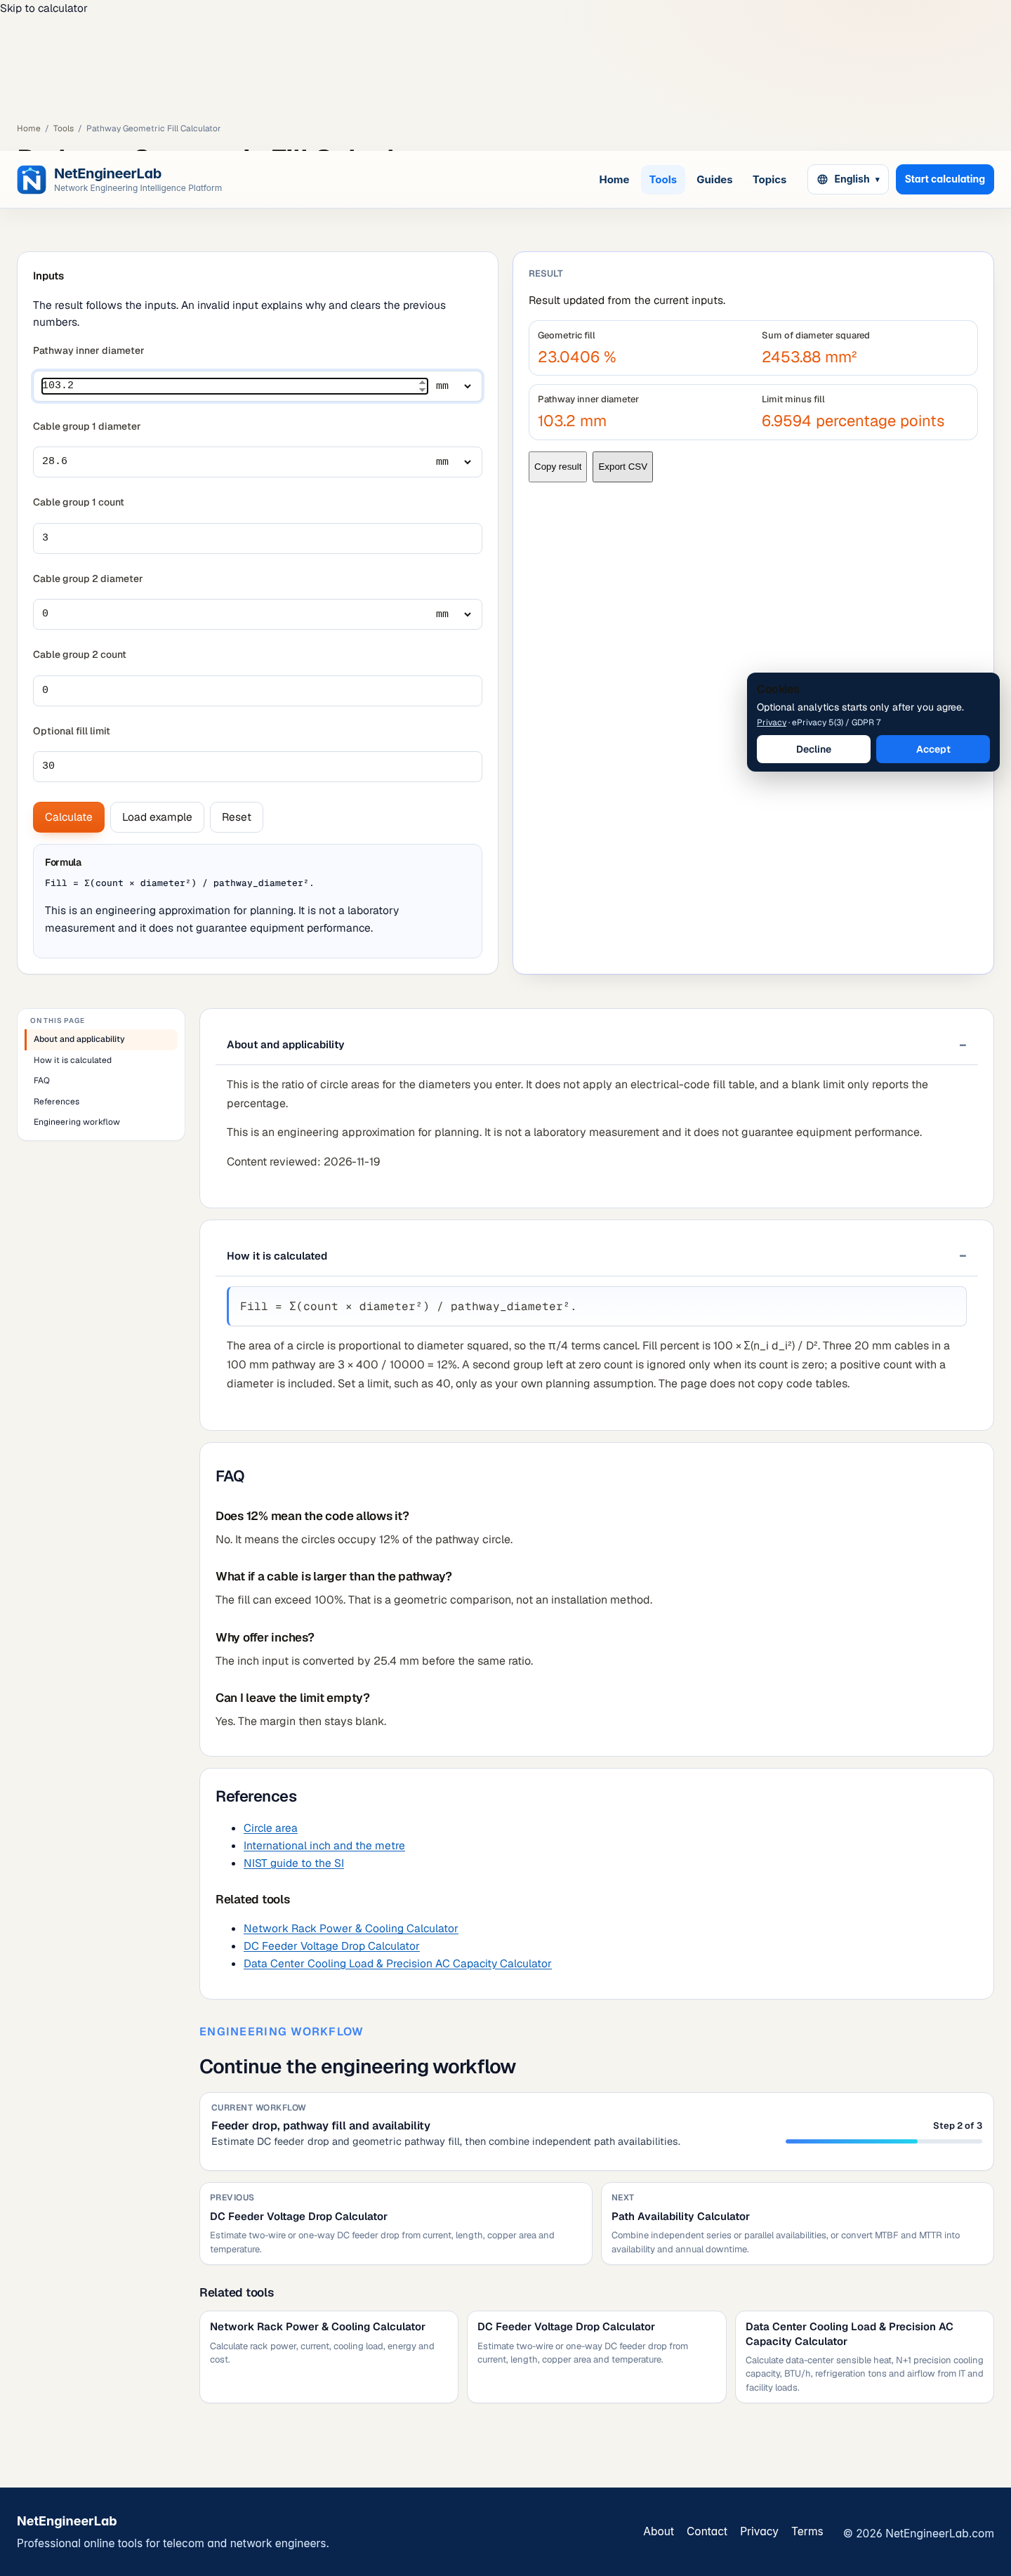 Skip to calculator
Home / Tools / Pathway Geometric Fill Calculator
NetEngineerLab
Network Engineering Intelligence Platform
Home
Tools
Guides
Topics
English ▾
Start calculating
Inputs
The result follows the inputs. An invalid input explains why and clears the previous
numbers.
Pathway inner diameter
103.2 mm
Cable group 1 diameter
28.6 mm
Cable group 1 count
3
Cable group 2 diameter
0 mm
Cable group 2 count
0
Optional fill limit
30
Calculate
Load example
Reset
Formula
Fill = Σ(count × diameter²) / pathway_diameter².
This is an engineering approximation for planning. It is not a laboratory
measurement and it does not guarantee equipment performance.
RESULT
Result updated from the current inputs.
Geometric fill
23.0406 %
Sum of diameter squared
2453.88 mm²
Pathway inner diameter
103.2 mm
Limit minus fill
6.9594 percentage points
Copy result
Export CSV
Cookies
Optional analytics starts only after you agree.
Privacy · ePrivacy 5(3) / GDPR 7
Decline
Accept
ON THIS PAGE
About and applicability
How it is calculated
FAQ
References
Engineering workflow
About and applicability −
This is the ratio of circle areas for the diameters you enter. It does not apply an electrical-code fill table, and a blank limit only reports the
percentage.
This is an engineering approximation for planning. It is not a laboratory measurement and it does not guarantee equipment performance.
Content reviewed: 2026-11-19
How it is calculated −
Fill = Σ(count × diameter²) / pathway_diameter².
The area of a circle is proportional to diameter squared, so the π/4 terms cancel. Fill percent is 100 × Σ(n_i d_i²) / D². Three 20 mm cables in a
100 mm pathway are 3 × 400 / 10000 = 12%. A second group left at zero count is ignored only when its count is zero; a positive count with a
diameter is included. Set a limit, such as 40, only as your own planning assumption. The page does not copy code tables.
FAQ
Does 12% mean the code allows it?
No. It means the circles occupy 12% of the pathway circle.
What if a cable is larger than the pathway?
The fill can exceed 100%. That is a geometric comparison, not an installation method.
Why offer inches?
The inch input is converted by 25.4 mm before the same ratio.
Can I leave the limit empty?
Yes. The margin then stays blank.
References
Circle area
International inch and the metre
NIST guide to the SI
Related tools
Network Rack Power & Cooling Calculator
DC Feeder Voltage Drop Calculator
Data Center Cooling Load & Precision AC Capacity Calculator
ENGINEERING WORKFLOW
Continue the engineering workflow
CURRENT WORKFLOW
Feeder drop, pathway fill and availability
Estimate DC feeder drop and geometric pathway fill, then combine independent path availabilities.
Step 2 of 3
PREVIOUS
DC Feeder Voltage Drop Calculator
Estimate two-wire or one-way DC feeder drop from current, length, copper area and
temperature.
NEXT
Path Availability Calculator
Combine independent series or parallel availabilities, or convert MTBF and MTTR into
availability and annual downtime.
Related tools
Network Rack Power & Cooling Calculator
Calculate rack power, current, cooling load, energy and
cost.
DC Feeder Voltage Drop Calculator
Estimate two-wire or one-way DC feeder drop from
current, length, copper area and temperature.
Data Center Cooling Load & Precision AC
Capacity Calculator
Calculate data-center sensible heat, N+1 precision cooling
capacity, BTU/h, refrigeration tons and airflow from IT and
facility loads.
NetEngineerLab
Professional online tools for telecom and network engineers.
About
Contact
Privacy
Terms
© 2026 NetEngineerLab.com